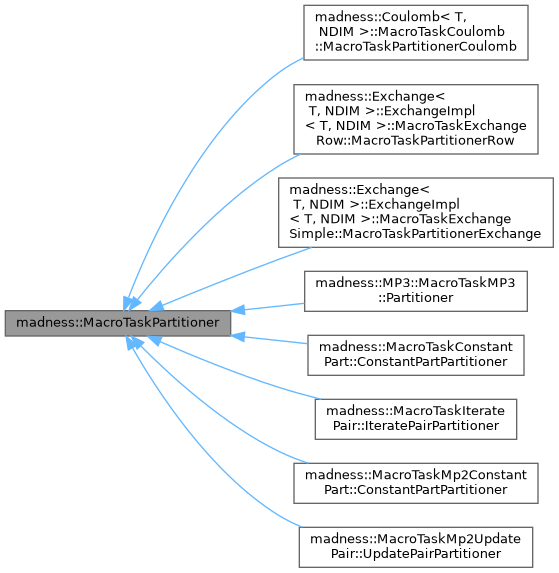 madness::Coulomb< T,
NDIM >::MacroTaskCoulomb
::MacroTaskPartitionerCoulomb
madness::Exchange<
T, NDIM >::ExchangeImpl
< T, NDIM >::MacroTaskExchange
Row::MacroTaskPartitionerRow
madness::Exchange<
T, NDIM >::ExchangeImpl
< T, NDIM >::MacroTaskExchange
Simple::MacroTaskPartitionerExchange
madness::MP3::MacroTaskMP3
::Partitioner
madness::MacroTaskPartitioner
madness::MacroTaskConstant
Part::ConstantPartPartitioner
madness::MacroTaskIterate
Pair::IteratePairPartitioner
madness::MacroTaskMp2Constant
Part::ConstantPartPartitioner
madness::MacroTaskMp2Update
Pair::UpdatePairPartitioner